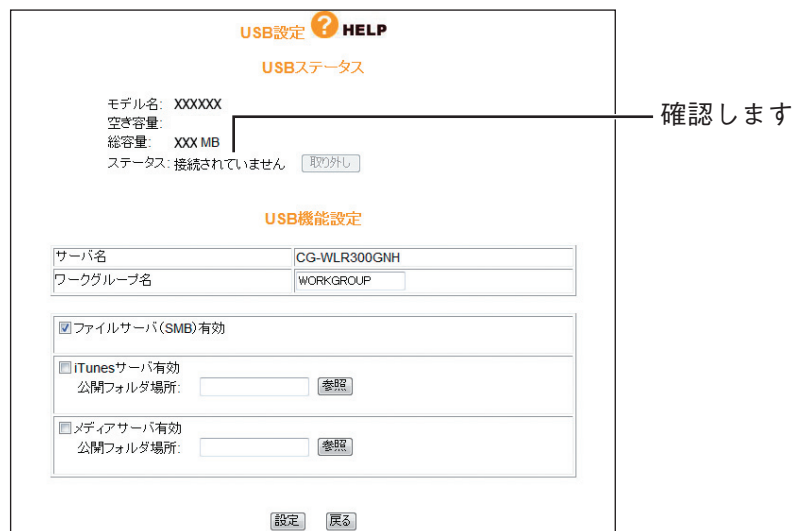 USB設定 ? HELP
USBステータス
モデル名: XXXXXX
空き容量:
総容量: XXX MB
ステータス: 接続されていません 取り外し
確認します
USB機能設定
サーバ名 CG-WLR300GNH
ワークグループ名 WORKGROUP
ファイルサーバ(SMB)有効
iTunesサーバ有効
公開フォルダ場所: 参照
メディアサーバ有効
公開フォルダ場所: 参照
設定 戻る